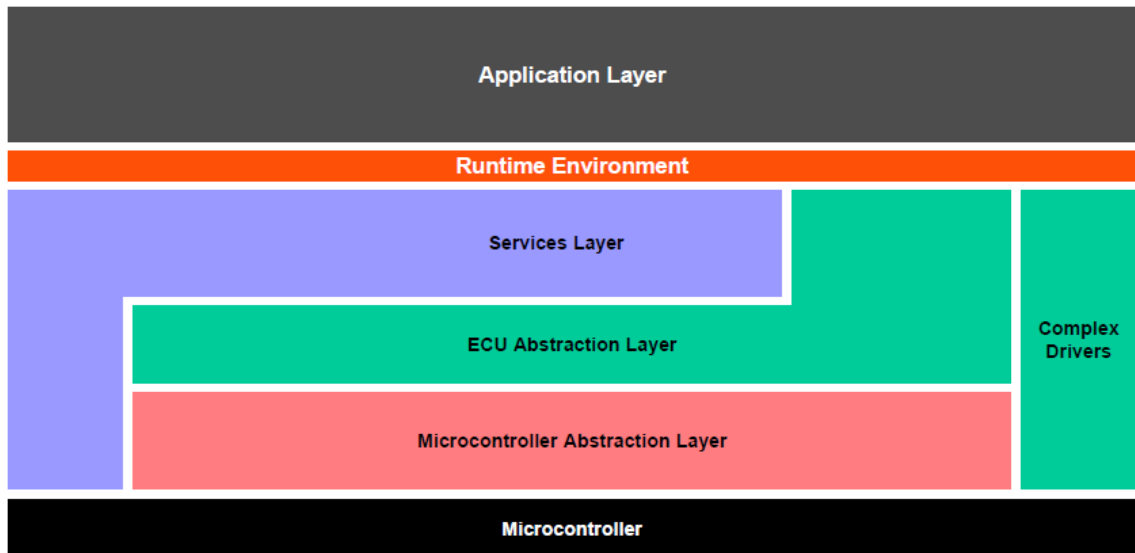 Application Layer
Runtime Environment
Services Layer
ECU Abstraction Layer
Complex
Drivers
Microcontroller Abstraction Layer
Microcontroller